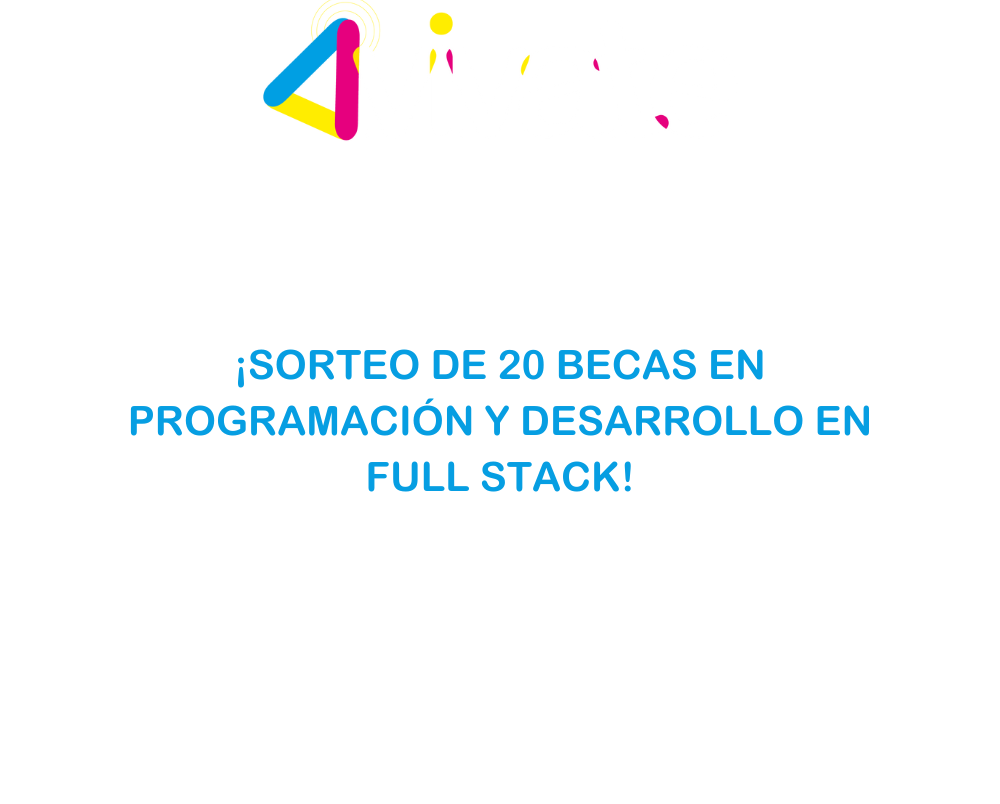 ¡SORTEO DE 20 BECAS EN
PROGRAMACIÓN Y DESARROLLO EN
FULL STACK!